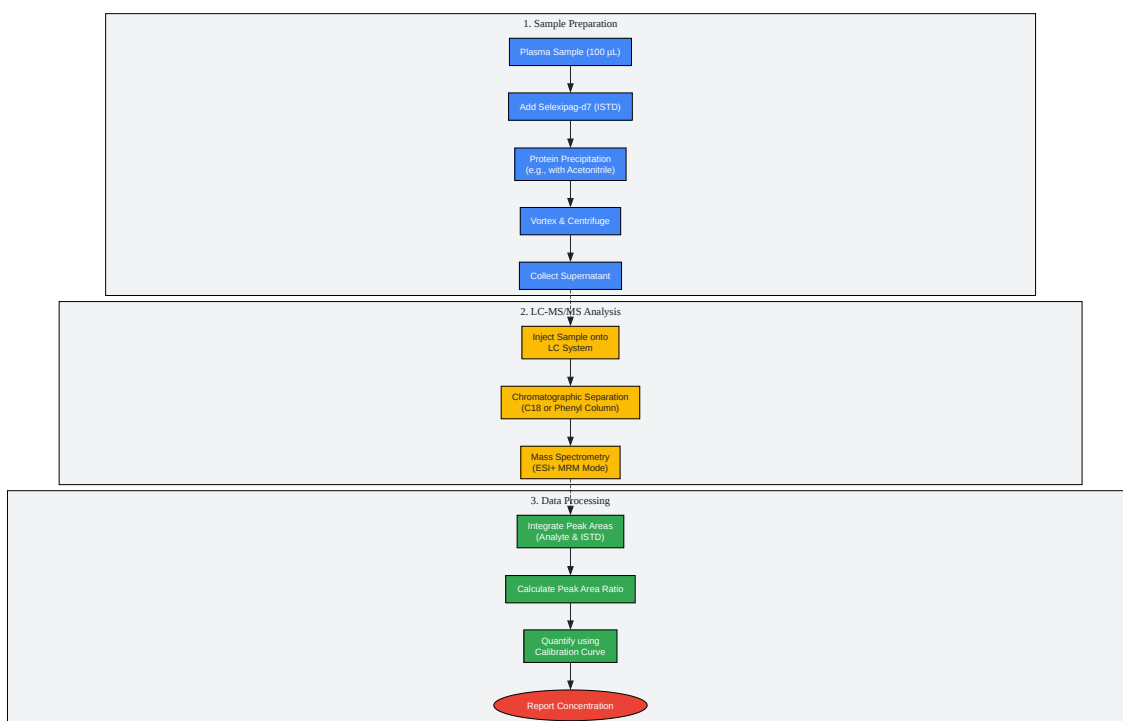 1. Sample Preparation
Plasma Sample (100 µL)
Add Selexipag-d7 (ISTD)
Protein Precipitation
(e.g., with Acetonitrile)
Vortex & Centrifuge
Collect Supernatant
2. LC-MS/MS Analysis
Inject Sample onto
LC System
Chromatographic Separation
(C18 or Phenyl Column)
Mass Spectrometry
(ESI+ MRM Mode)
3. Data Processing
Integrate Peak Areas
(Analyte & ISTD)
Calculate Peak Area Ratio
Quantify using
Calibration Curve
Report Concentration